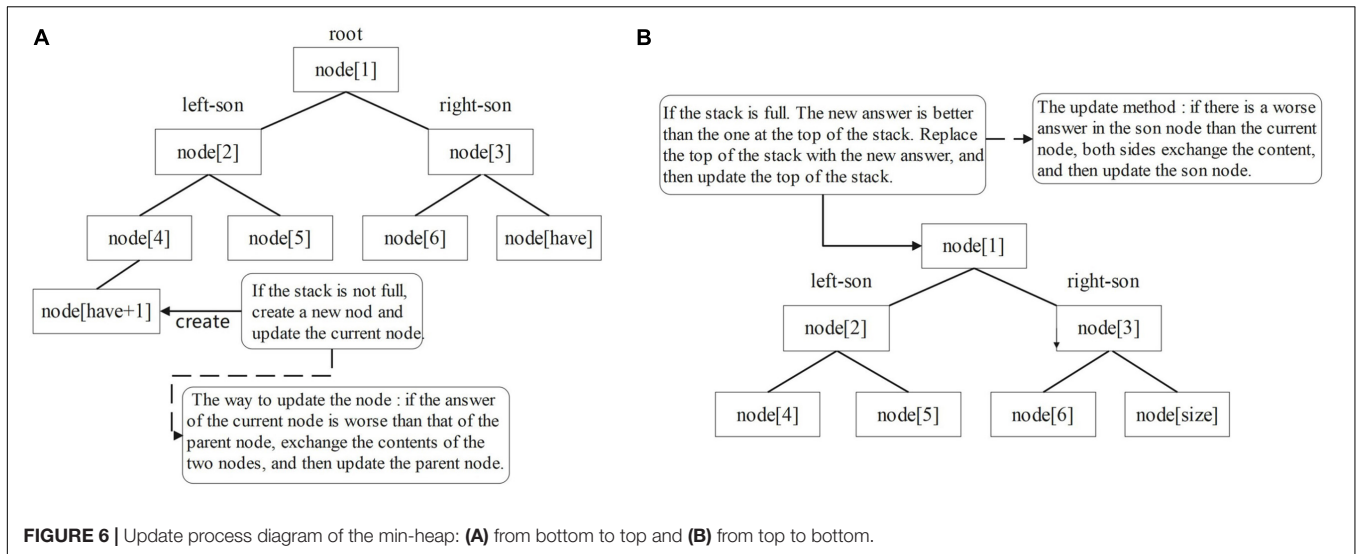 A
root
node[1]
left-son
right-son
node[2]
node[3]
node[4]
node[5]
node[6]
node[have]
node[have+1]
create
If the stack is not full,
create a new nod and
update the current node.
The way to update the node : if the answer
of the current node is worse than that of the
parent node, exchange the contents of the
two nodes, and then update the parent node.
B
If the stack is full. The new answer is better
than the one at the top of the stack. Replace
the top of the stack with the new answer, and
then update the top of the stack.
The update method : if there is a worse
answer in the son node than the current
node, both sides exchange the content,
and then update the son node.
node[1]
left-son
right-son
node[2]
node[3]
node[4]
node[5]
node[6]
node[size]
FIGURE 6 | Update process diagram of the min-heap: (A) from bottom to top and (B) from top to bottom.